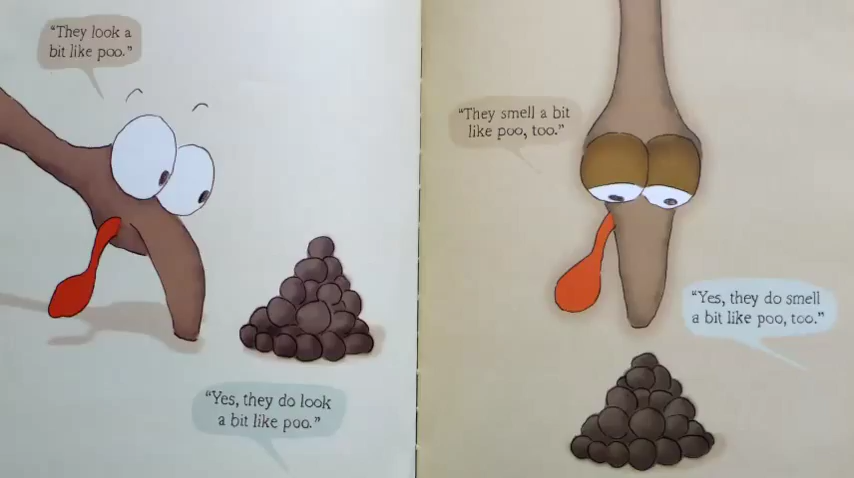 “They look a
bit like poo.”
“Yes, they do look
a bit like poo.”
“They smell a bit
like poo, too.”
“Yes, they do smell
a bit like poo, too.”